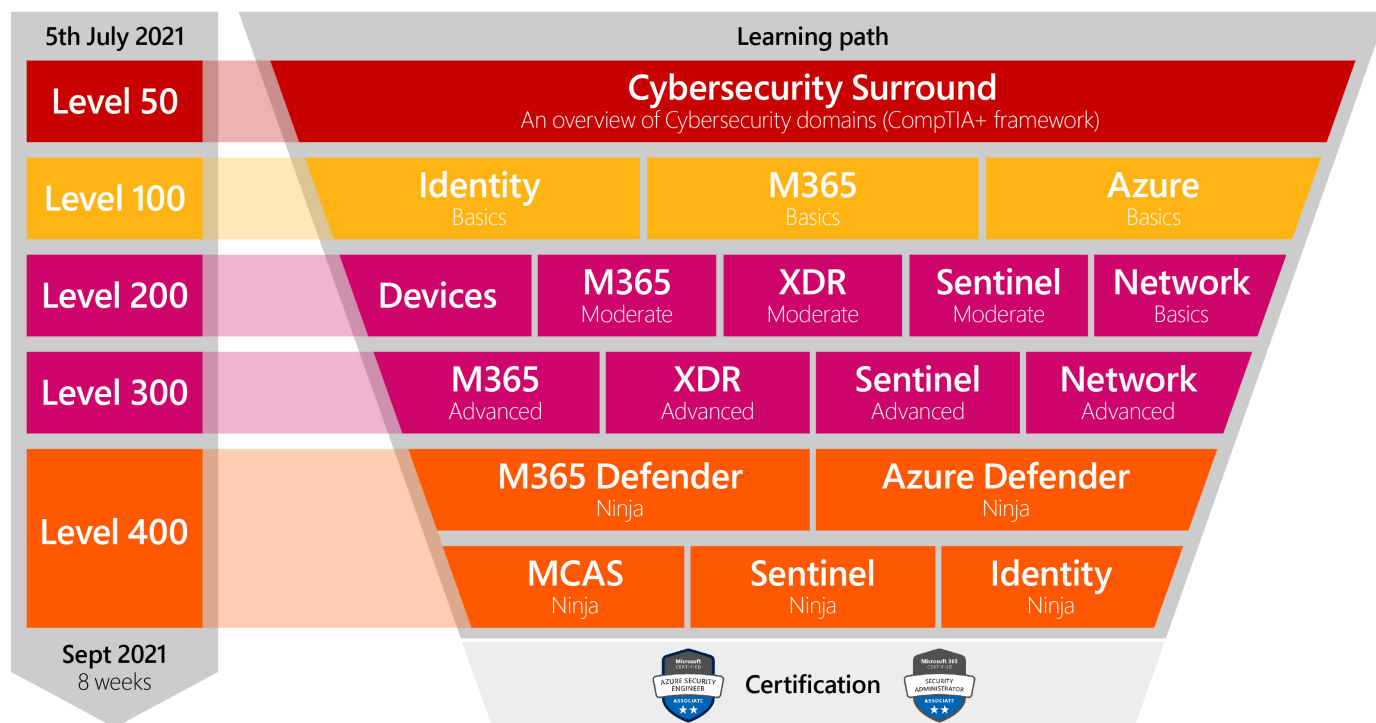 5th July 2021
Learning path
Level 50
Cybersecurity Surround
An overview of Cybersecurity domains (CompTIA+ framework)
Level 100
Identity
Basics
M365
Basics
Azure
Basics
Level 200
Devices
M365
Moderate
XDR
Moderate
Sentinel
Moderate
Network
Basics
Level 300
M365
Advanced
XDR
Advanced
Sentinel
Advanced
Network
Advanced
Level 400
M365 Defender
Ninja
Azure Defender
Ninja
MCAS
Ninja
Sentinel
Ninja
Identity
Ninja
Sept 2021
8 weeks
Microsoft
CERTIFIED
AZURE SECURITY
ENGINEER
ASSOCIATE
Certification
Microsoft 365
CERTIFIED
SECURITY
ADMINISTRATOR
ASSOCIATE